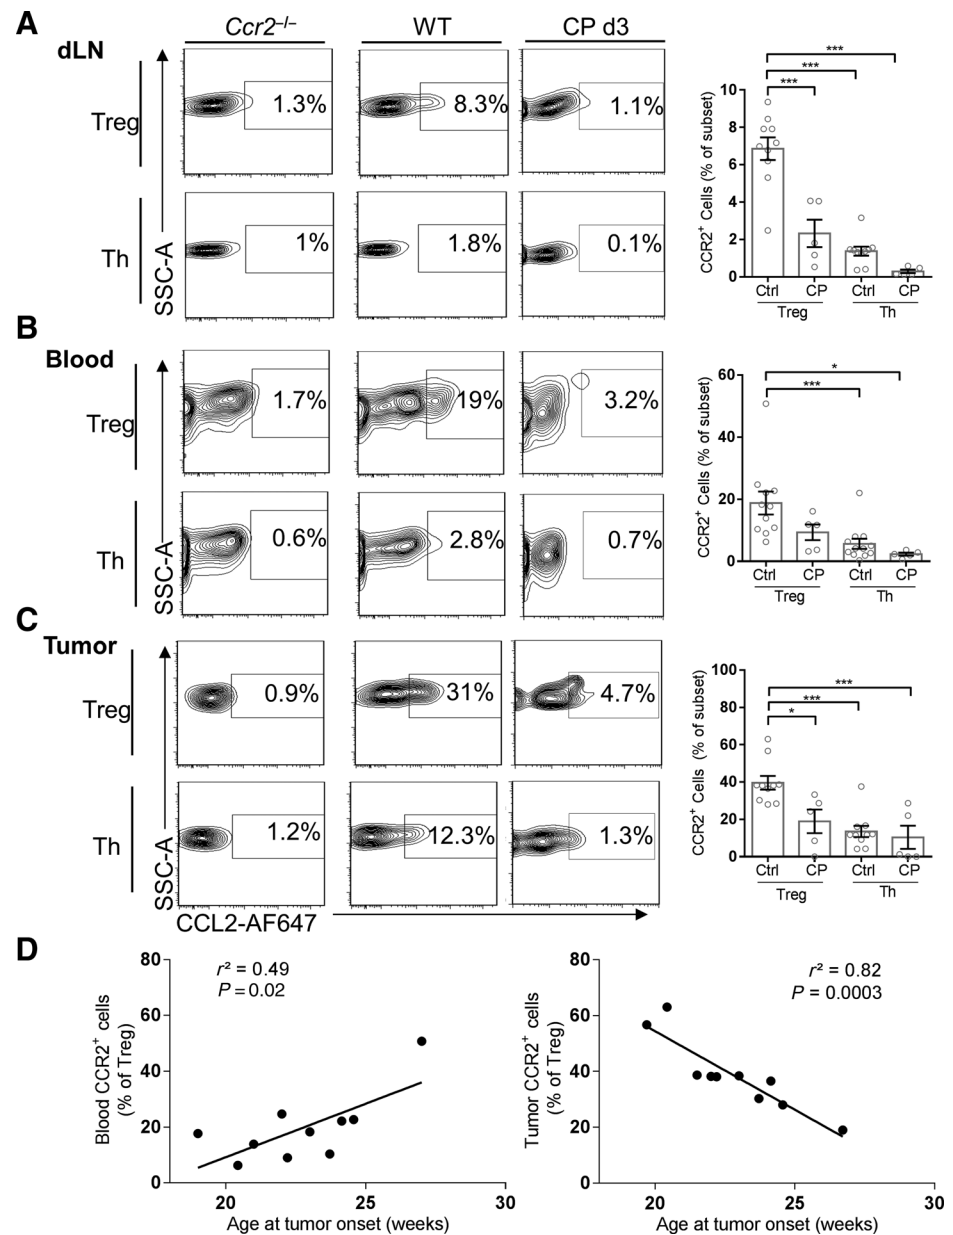 A
dLN
Ccr2–/–
WT
CP d3
Treg
1.3%
8.3%
1.1%
Th
1%
1.8%
0.1%
SSC-A
CCR2+ Cells (% of subset)
***
***
***
10
8
6
4
2
0
Ctrl CP Ctrl CP
Treg Th
B
Blood
Treg
1.7%
19%
3.2%
Th
0.6%
2.8%
0.7%
SSC-A
CCR2+ Cells (% of subset)
*
***
60
40
20
0
Ctrl CP Ctrl CP
Treg Th
C
Tumor
Treg
0.9%
31%
4.7%
Th
1.2%
12.3%
1.3%
SSC-A
CCL2-AF647
CCR2+ Cells (% of subset)
***
***
*
100
80
60
40
20
0
Ctrl CP Ctrl CP
Treg Th
D
Blood CCR2+ cells
(% of Treg)
80
60
40
20
0
r² = 0.49
P = 0.02
20 25 30
Age at tumor onset (weeks)
Tumor CCR2+ cells
(% of Treg)
80
60
40
20
0
r² = 0.82
P = 0.0003
20 25 30
Age at tumor onset (weeks)